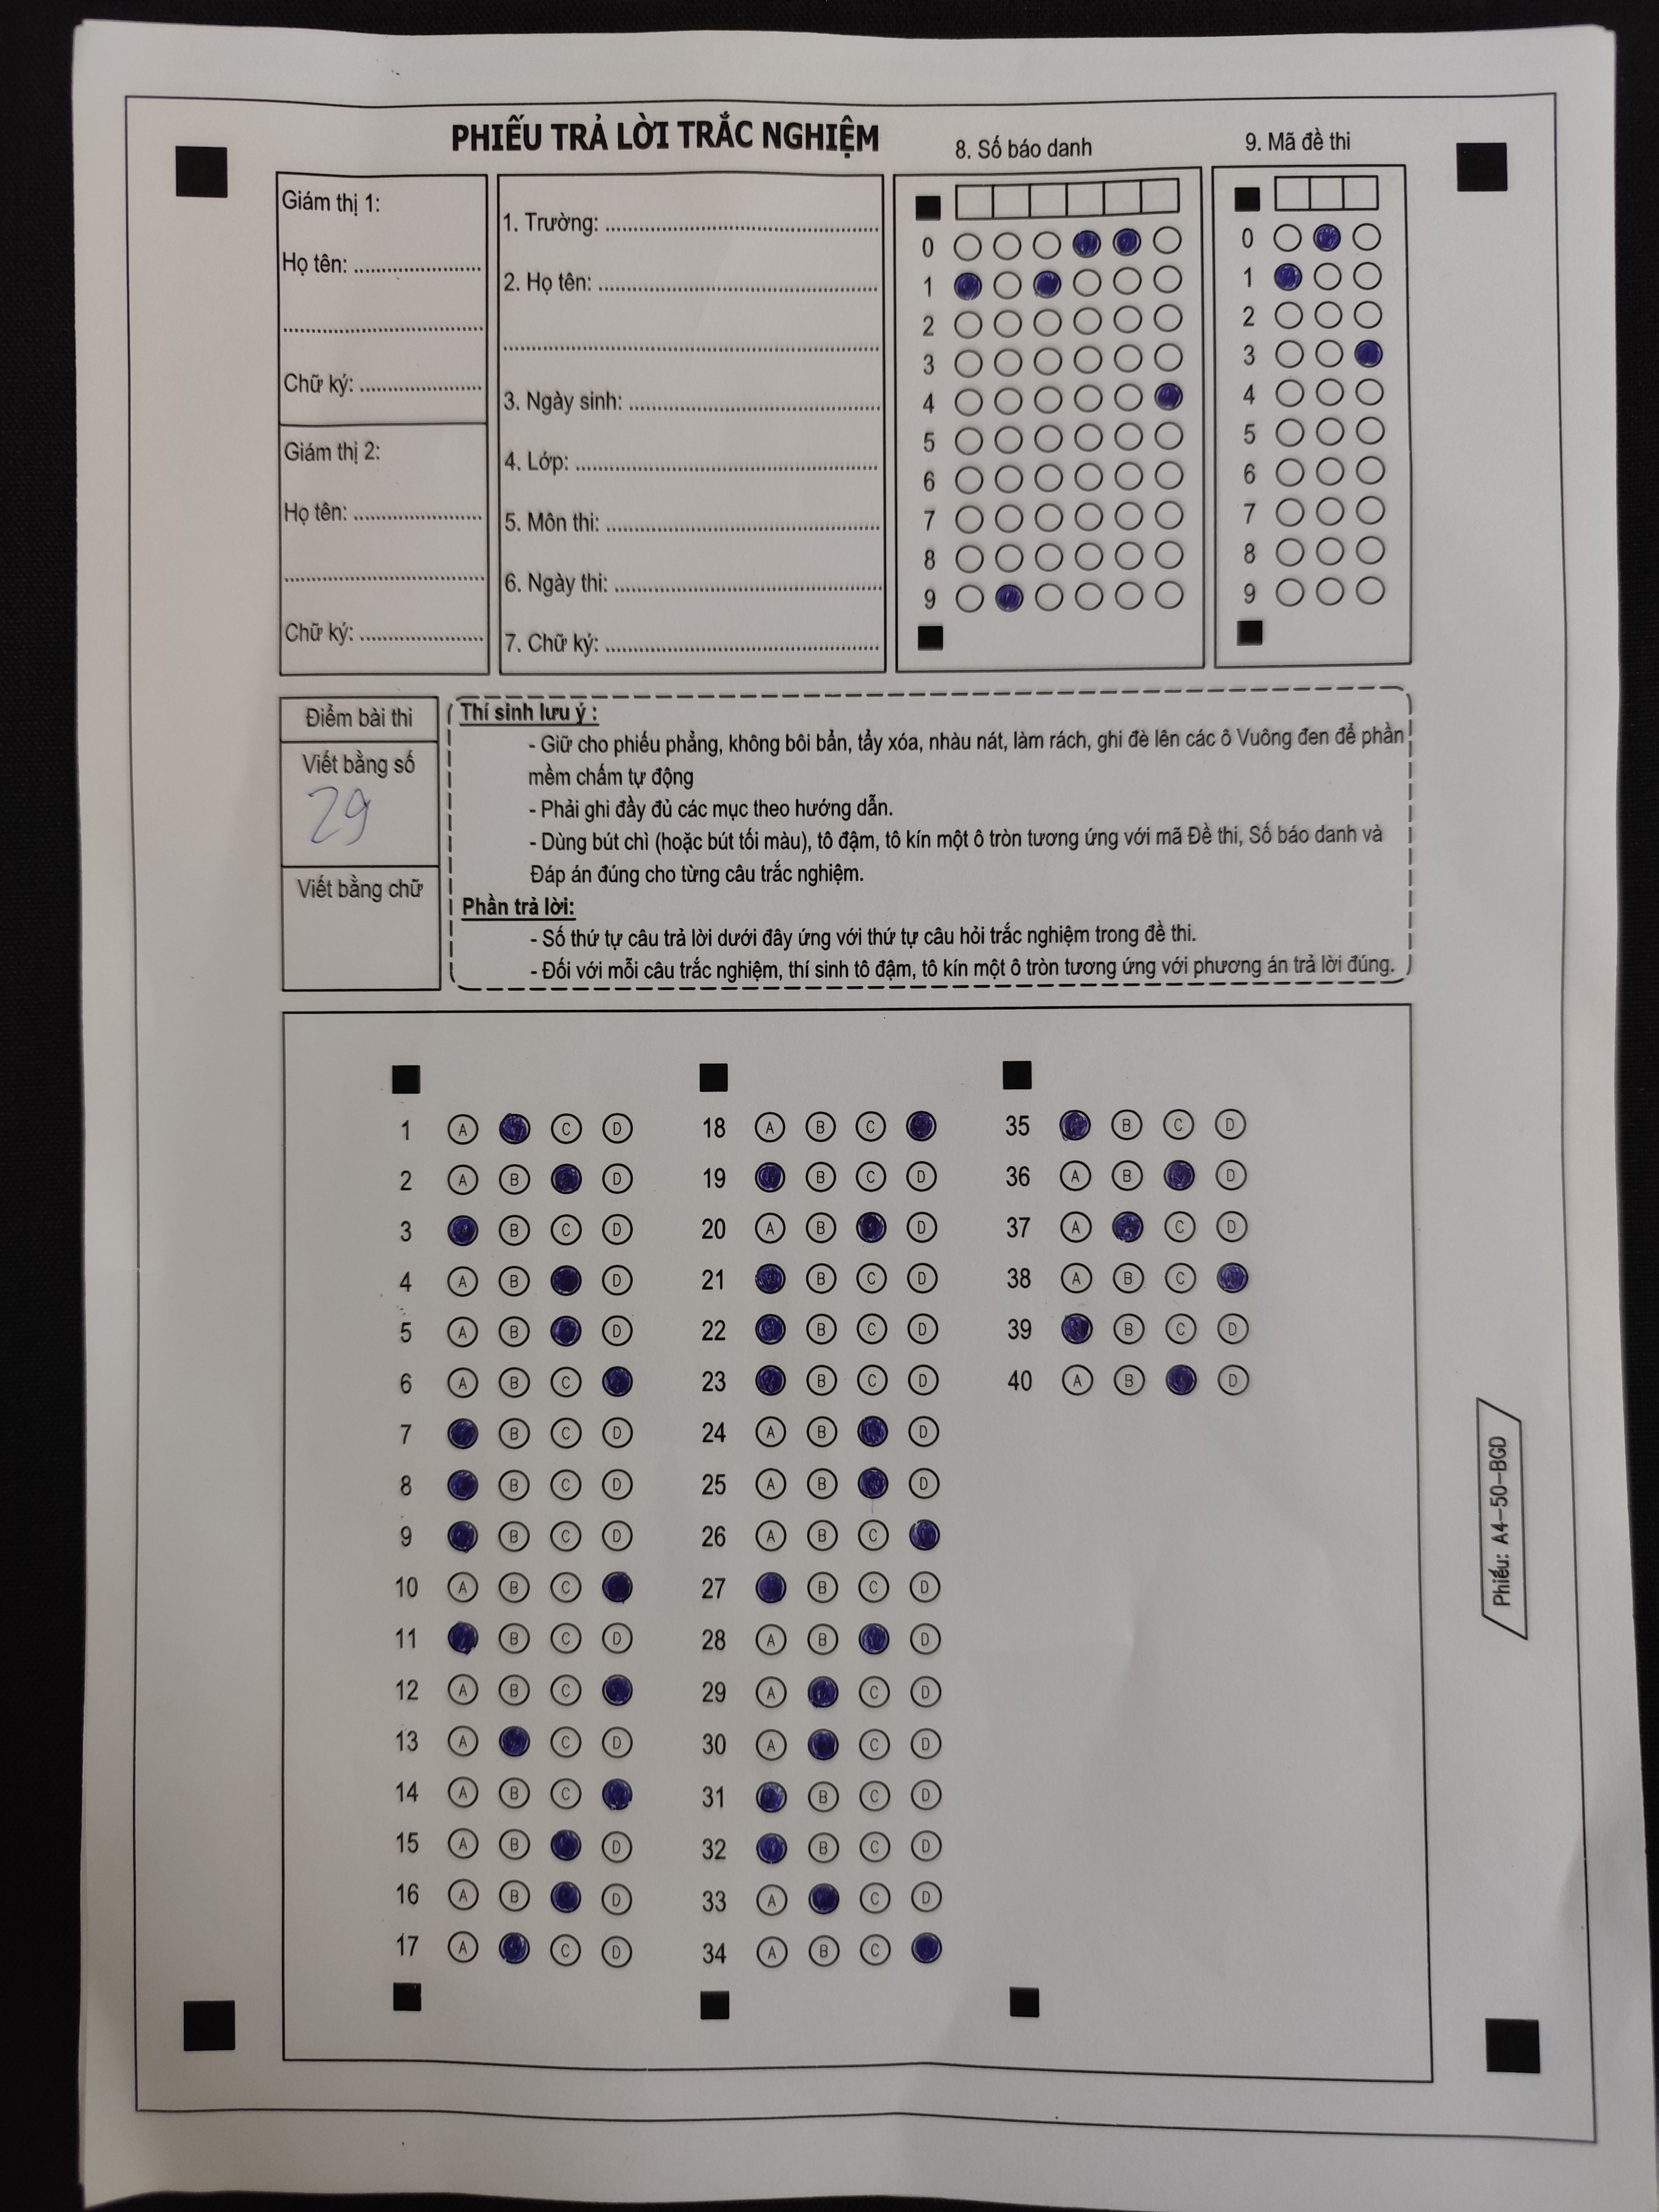 PHIẾU TRẢ LỜI TRẮC NGHIỆM
8. Số báo danh
9. Mã đề thi
Giám thị 1:
Họ tên: ....................
................................
Chữ ký: ....................
Giám thị 2:
Họ tên: ....................
................................
Chữ ký: ....................
1. Trường: ....................
2. Họ tên: ....................
................................
3. Ngày sinh: ....................
4. Lớp: ....................
5. Môn thi: ....................
6. Ngày thi: ....................
7. Chữ ký: ....................
0
1
2
3
4
5
6
7
8
9
0
1
2
3
4
5
6
7
8
9
Điểm bài thi
Viết bằng số
29
Viết bằng chữ
Thí sinh lưu ý :
- Giữ cho phiếu phẳng, không bôi bẩn, tẩy xóa, nhàu nát, làm rách, ghi đè lên các ô Vuông đen để phần
mềm chấm tự động
- Phải ghi đầy đủ các mục theo hướng dẫn.
- Dùng bút chì (hoặc bút tối màu), tô đậm, tô kín một ô tròn tương ứng với mã Đề thi, Số báo danh và
Đáp án đúng cho từng câu trắc nghiệm.
Phần trả lời:
- Số thứ tự câu trả lời dưới đây ứng với thứ tự câu hỏi trắc nghiệm trong đề thi.
- Đối với mỗi câu trắc nghiệm, thí sinh tô đậm, tô kín một ô tròn tương ứng với phương án trả lời đúng.
1 A C D
2 A B D
3 B C D
4 A B D
5 A B D
6 A B C
7 B C D
8 B C D
9 B C D
10 A B C
11 B C D
12 A B C
13 A C D
14 A B C
15 A B D
16 A B D
17 A C D
18 A B C
19 B C D
20 A B D
21 B C D
22 B C D
23 B C D
24 A B D
25 A B D
26 A B C
27 B C D
28 A B D
29 A C D
30 A C D
31 B C D
32 B C D
33 A C D
34 A B C
35 B C D
36 A B D
37 A C D
38 A B C
39 B C D
40 A B D
Phiếu: A4-50-BGD